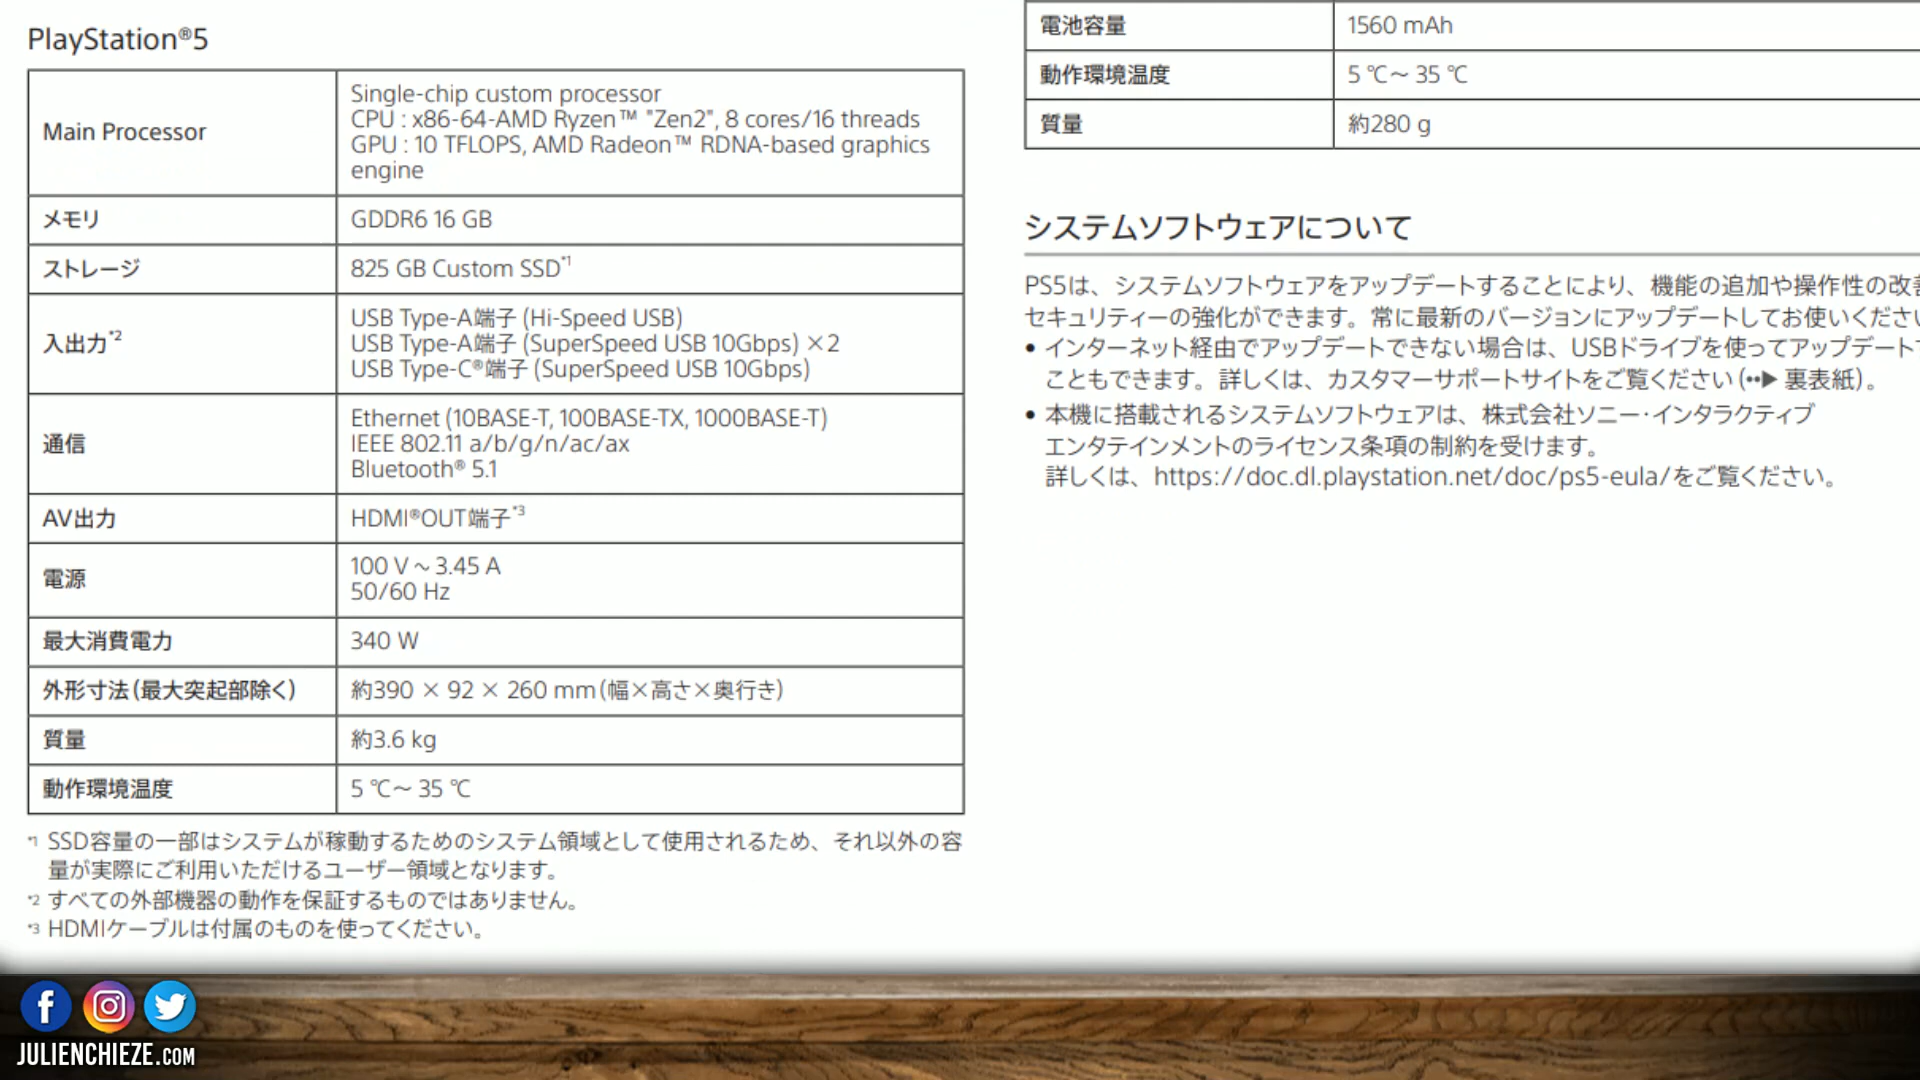 PlayStation®5
Main Processor
Single-chip custom processor
CPU : x86-64-AMD Ryzen™ "Zen2", 8 cores/16 threads
GPU : 10 TFLOPS, AMD Radeon™ RDNA-based graphics
engine
メモリ
GDDR6 16 GB
ストレージ
825 GB Custom SSD*1
入出力*2
USB Type-A端子 (Hi-Speed USB)
USB Type-A端子 (SuperSpeed USB 10Gbps) ×2
USB Type-C®端子 (SuperSpeed USB 10Gbps)
通信
Ethernet (10BASE-T, 100BASE-TX, 1000BASE-T)
IEEE 802.11 a/b/g/n/ac/ax
Bluetooth® 5.1
AV出力
HDMI®OUT端子*3
電源
100 V ~ 3.45 A
50/60 Hz
最大消費電力
340 W
外形寸法(最大突起部除く)
約390 × 92 × 260 mm(幅×高さ×奥行き)
質量
約3.6 kg
動作環境温度
5 ℃～ 35 ℃
*1 SSD容量の一部はシステムが稼動するためのシステム領域として使用されるため、それ以外の容
量が実際にご利用いただけるユーザー領域となります。
*2 すべての外部機器の動作を保証するものではありません。
*3 HDMIケーブルは付属のものを使ってください。
電池容量
1560 mAh
動作環境温度
5 ℃～ 35 ℃
質量
約280 g
システムソフトウェアについて
PS5は、システムソフトウェアをアップデートすることにより、機能の追加や操作性の改
セキュリティーの強化ができます。常に最新のバージョンにアップデートしてお使いくださ
• インターネット経由でアップデートできない場合は、USBドライブを使ってアップデート
こともできます。詳しくは、カスタマーサポートサイトをご覧ください(••▶ 裏表紙)。
• 本機に搭載されるシステムソフトウェアは、株式会社ソニー・インタラクティブ
エンタテインメントのライセンス条項の制約を受けます。
詳しくは、https://doc.dl.playstation.net/doc/ps5-eula/をご覧ください。
JULIENCHIEZE.COM